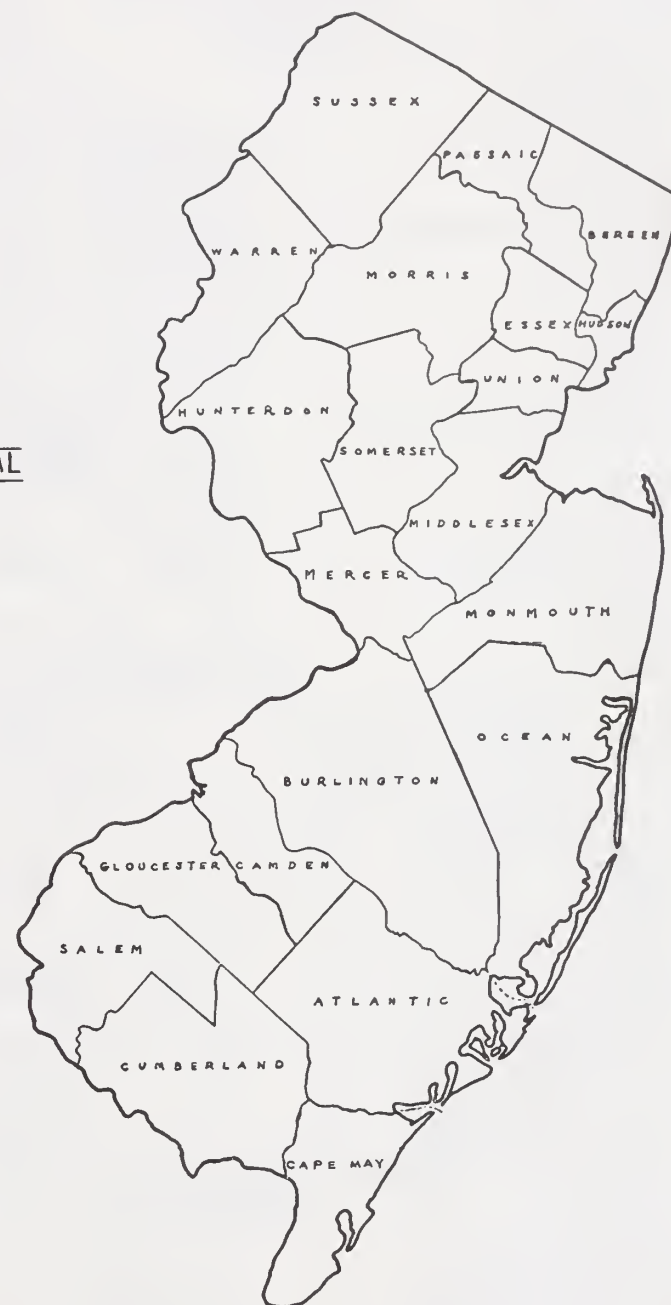 SUSSEX
PASSAIC
BERGEN
WARREN
MORRIS
ESSEX
HUDSON
UNION
HUNTERDON
SOMERSET
AL
MIDDLESEX
MERCER
MONMOUTH
OCEAN
BURLINGTON
GLOUCESTER
CAMDEN
SALEM
ATLANTIC
CUMBERLAND
CAPE MAY